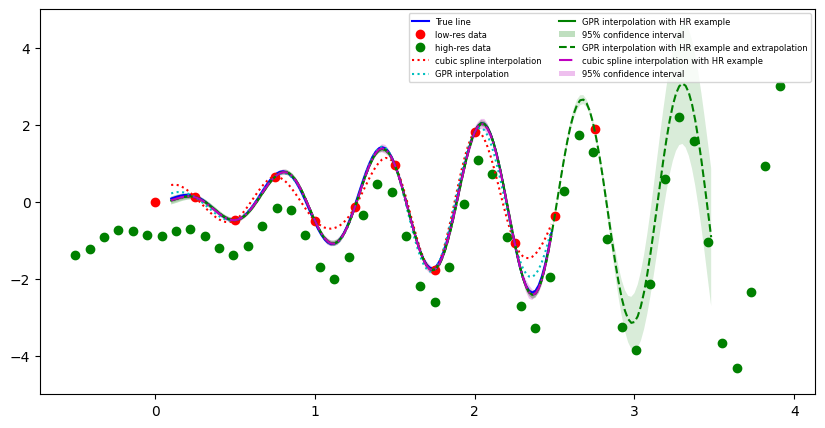 True line
low-res data
high-res data
cubic spline interpolation
GPR interpolation
GPR interpolation with HR example
95% confidence interval
GPR interpolation with HR example and extrapolation
cubic spline interpolation with HR example
95% confidence interval
4
2
0
−2
−4
0 1 2 3 4